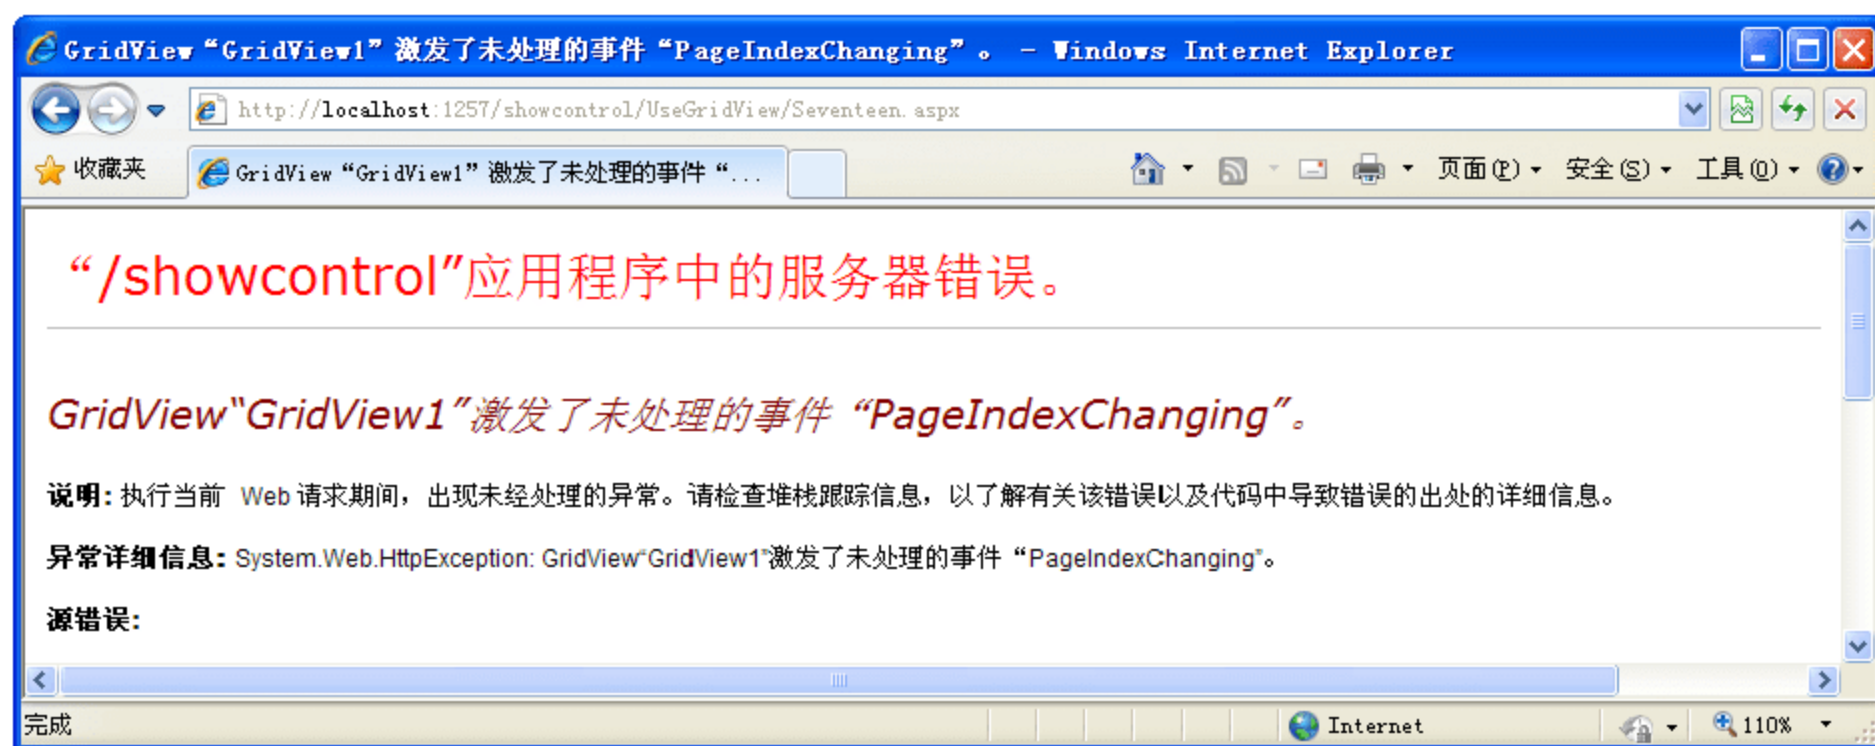 GridView“GridView1”激发了未处理的事件“PageIndexChanging”。 - Windows Internet Explorer
http://localhost:1257/showcontrol/UseGridView/Seventeen.aspx
收藏夹
GridView“GridView1”激发了未处理的事件“...
页面(P)
安全(S)
工具(O)
“/showcontrol”应用程序中的服务器错误。
GridView“GridView1”激发了未处理的事件“PageIndexChanging”。
说明: 执行当前 Web 请求期间，出现未经处理的异常。请检查堆栈跟踪信息，以了解有关该错误以及代码中导致错误的出处的详细信息。
异常详细信息: System.Web.HttpException: GridView“GridView1”激发了未处理的事件“PageIndexChanging”。
源错误:
完成
Internet
110%